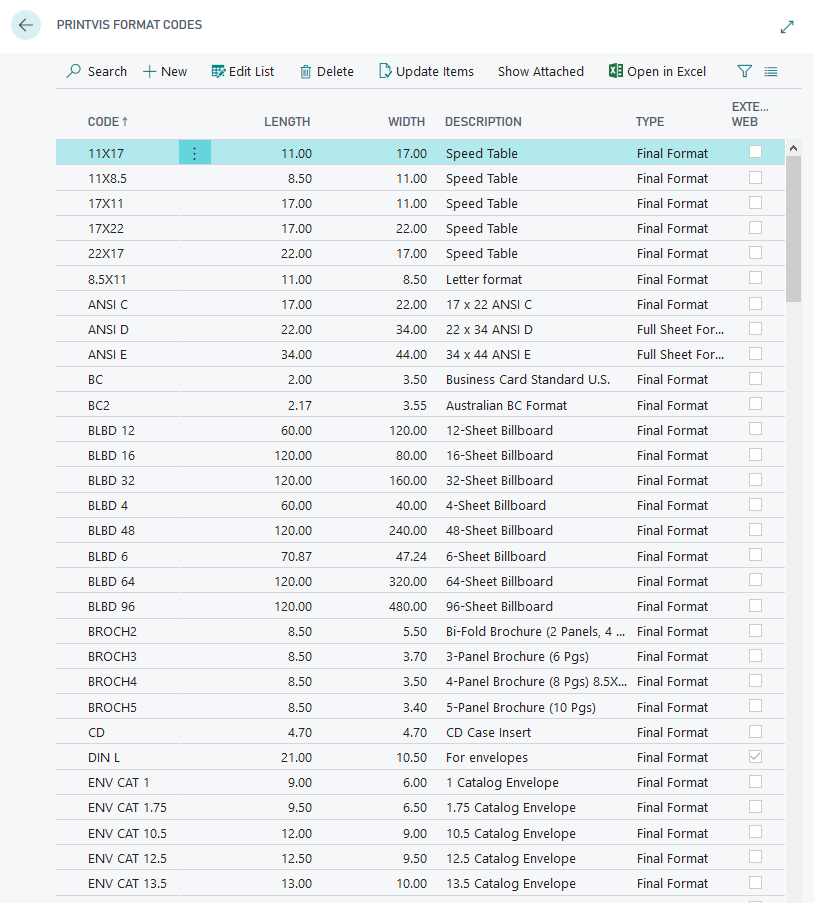 PRINTVIS FORMAT CODES
Search New Edit List Delete Update Items Show Attached Open in Excel
CODE↑ LENGTH WIDTH DESCRIPTION TYPE EXTE... WEB
11X17 11.00 17.00 Speed Table Final Format
11X8.5 8.50 11.00 Speed Table Final Format
17X11 17.00 11.00 Speed Table Final Format
17X22 17.00 22.00 Speed Table Final Format
22X17 22.00 17.00 Speed Table Final Format
8.5X11 11.00 8.50 Letter format Final Format
ANSI C 17.00 22.00 17 x 22 ANSI C Final Format
ANSI D 22.00 34.00 22 x 34 ANSI D Full Sheet For...
ANSI E 34.00 44.00 34 x 44 ANSI E Full Sheet For...
BC 2.00 3.50 Business Card Standard U.S. Final Format
BC2 2.17 3.55 Australian BC Format Final Format
BLBD 12 60.00 120.00 12-Sheet Billboard Final Format
BLBD 16 120.00 80.00 16-Sheet Billboard Final Format
BLBD 32 120.00 160.00 32-Sheet Billboard Final Format
BLBD 4 60.00 40.00 4-Sheet Billboard Final Format
BLBD 48 120.00 240.00 48-Sheet Billboard Final Format
BLBD 6 70.87 47.24 6-Sheet Billboard Final Format
BLBD 64 120.00 320.00 64-Sheet Billboard Final Format
BLBD 96 120.00 480.00 96-Sheet Billboard Final Format
BROCH2 8.50 5.50 Bi-Fold Brochure (2 Panels, 4 ... Final Format
BROCH3 8.50 3.70 3-Panel Brochure (6 Pgs) Final Format
BROCH4 8.50 3.50 4-Panel Brochure (8 Pgs) 8.5X... Final Format
BROCH5 8.50 3.40 5-Panel Brochure (10 Pgs) Final Format
CD 4.70 4.70 CD Case Insert Final Format
DIN L 21.00 10.50 For envelopes Final Format
ENV CAT 1 9.00 6.00 1 Catalog Envelope Final Format
ENV CAT 1.75 9.50 6.50 1.75 Catalog Envelope Final Format
ENV CAT 10.5 12.00 9.00 10.5 Catalog Envelope Final Format
ENV CAT 12.5 12.50 9.50 12.5 Catalog Envelope Final Format
ENV CAT 13.5 13.00 10.00 13.5 Catalog Envelope Final Format